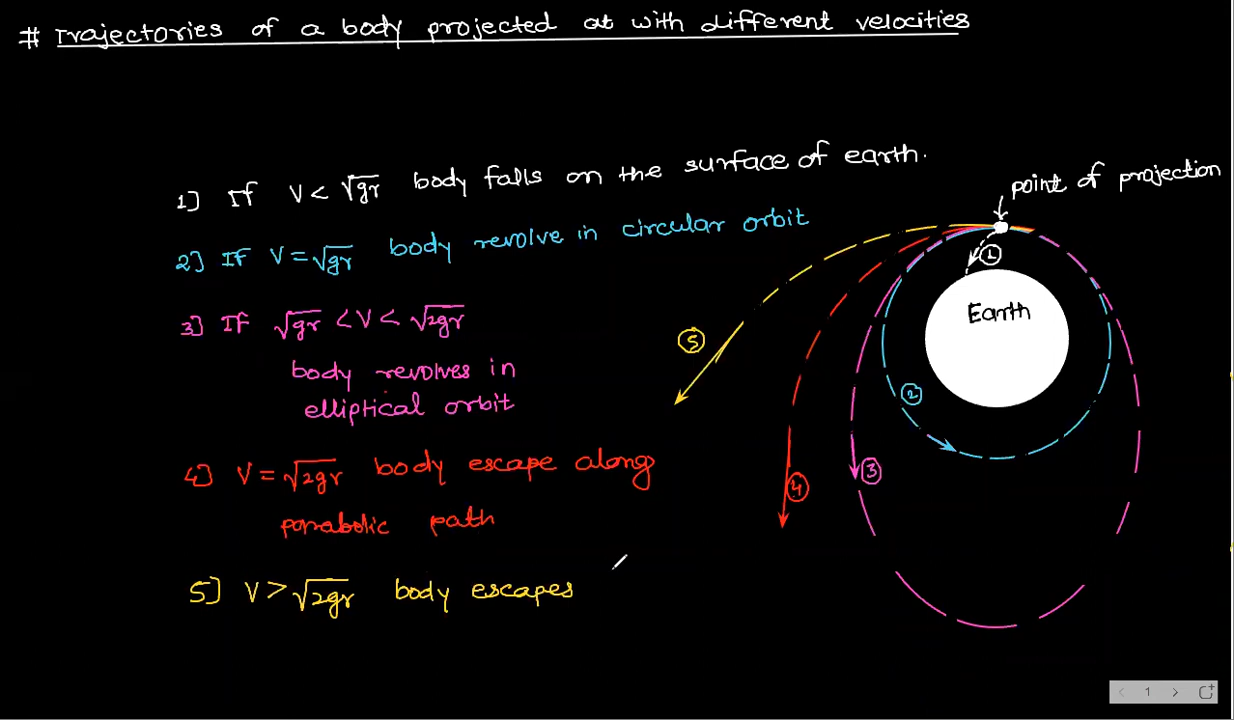 # Trajectories of a body projected at with different velocities
point of projection
1] If V < √gr body falls on the surface of earth.
2] If V = √gr body revolve in circular orbit
3] If √gr < V < √2gr
body revolves in
elliptical orbit
4] V = √2gr body escape along
parabolic path
5] V > √2gr body escapes
1
Earth
5
2
3
4
1